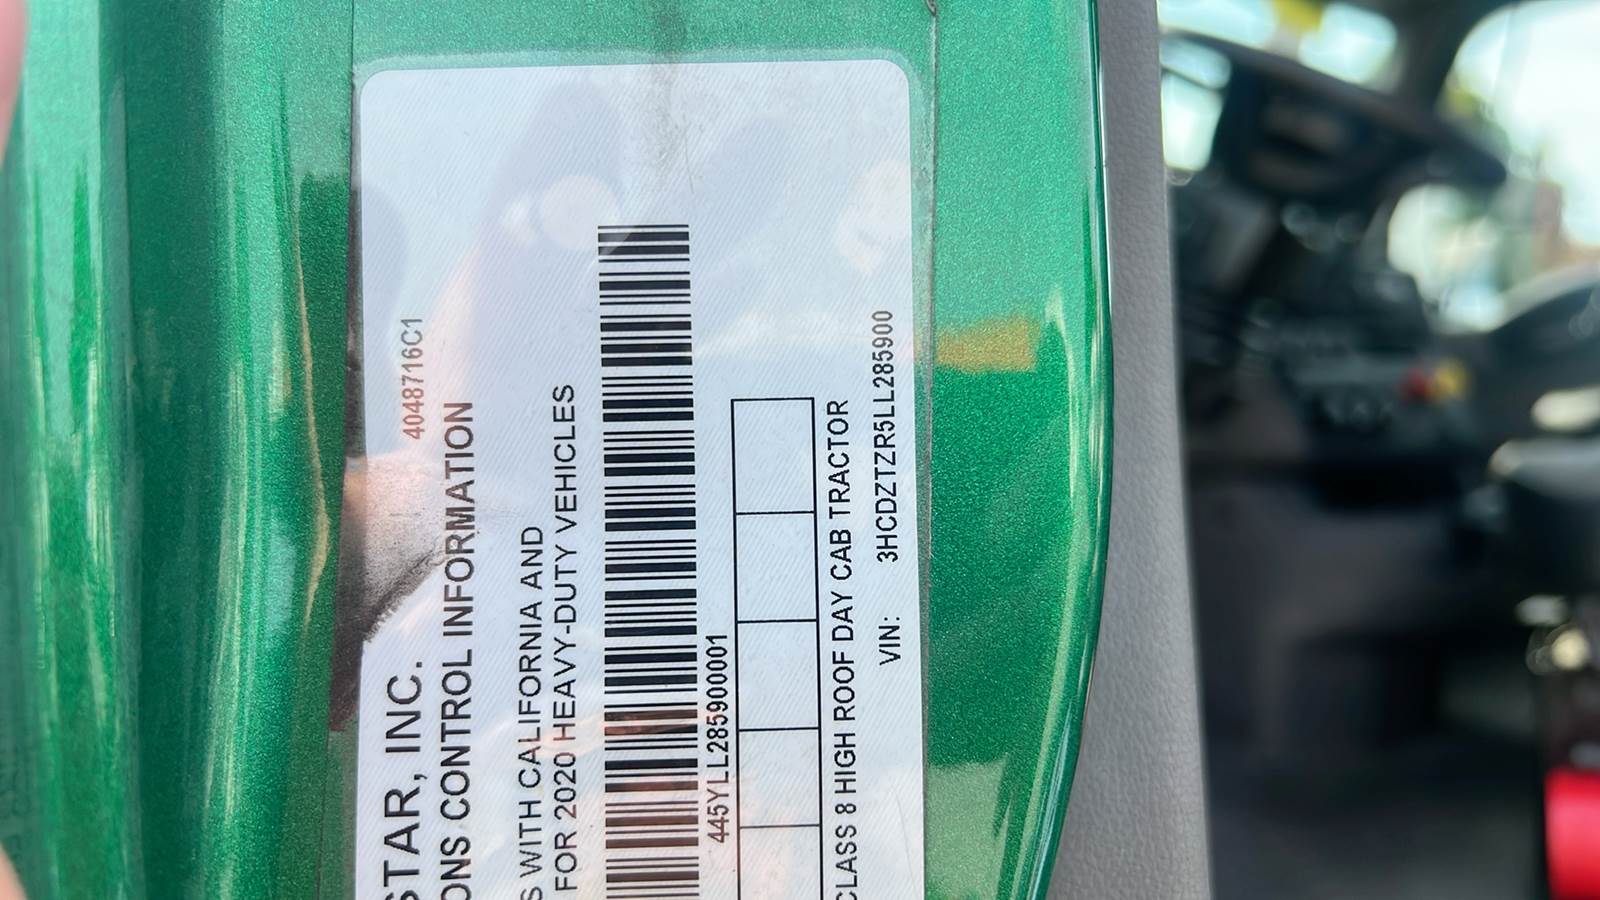 4048716C1
STAR, INC.
ONS CONTROL INFORMATION
S WITH CALIFORNIA AND
FOR 2020 HEAVY-DUTY VEHICLES
445YLL285900001
CLASS 8 HIGH ROOF DAY CAB TRACTOR
VIN: 3HCDZTZR5LL285900